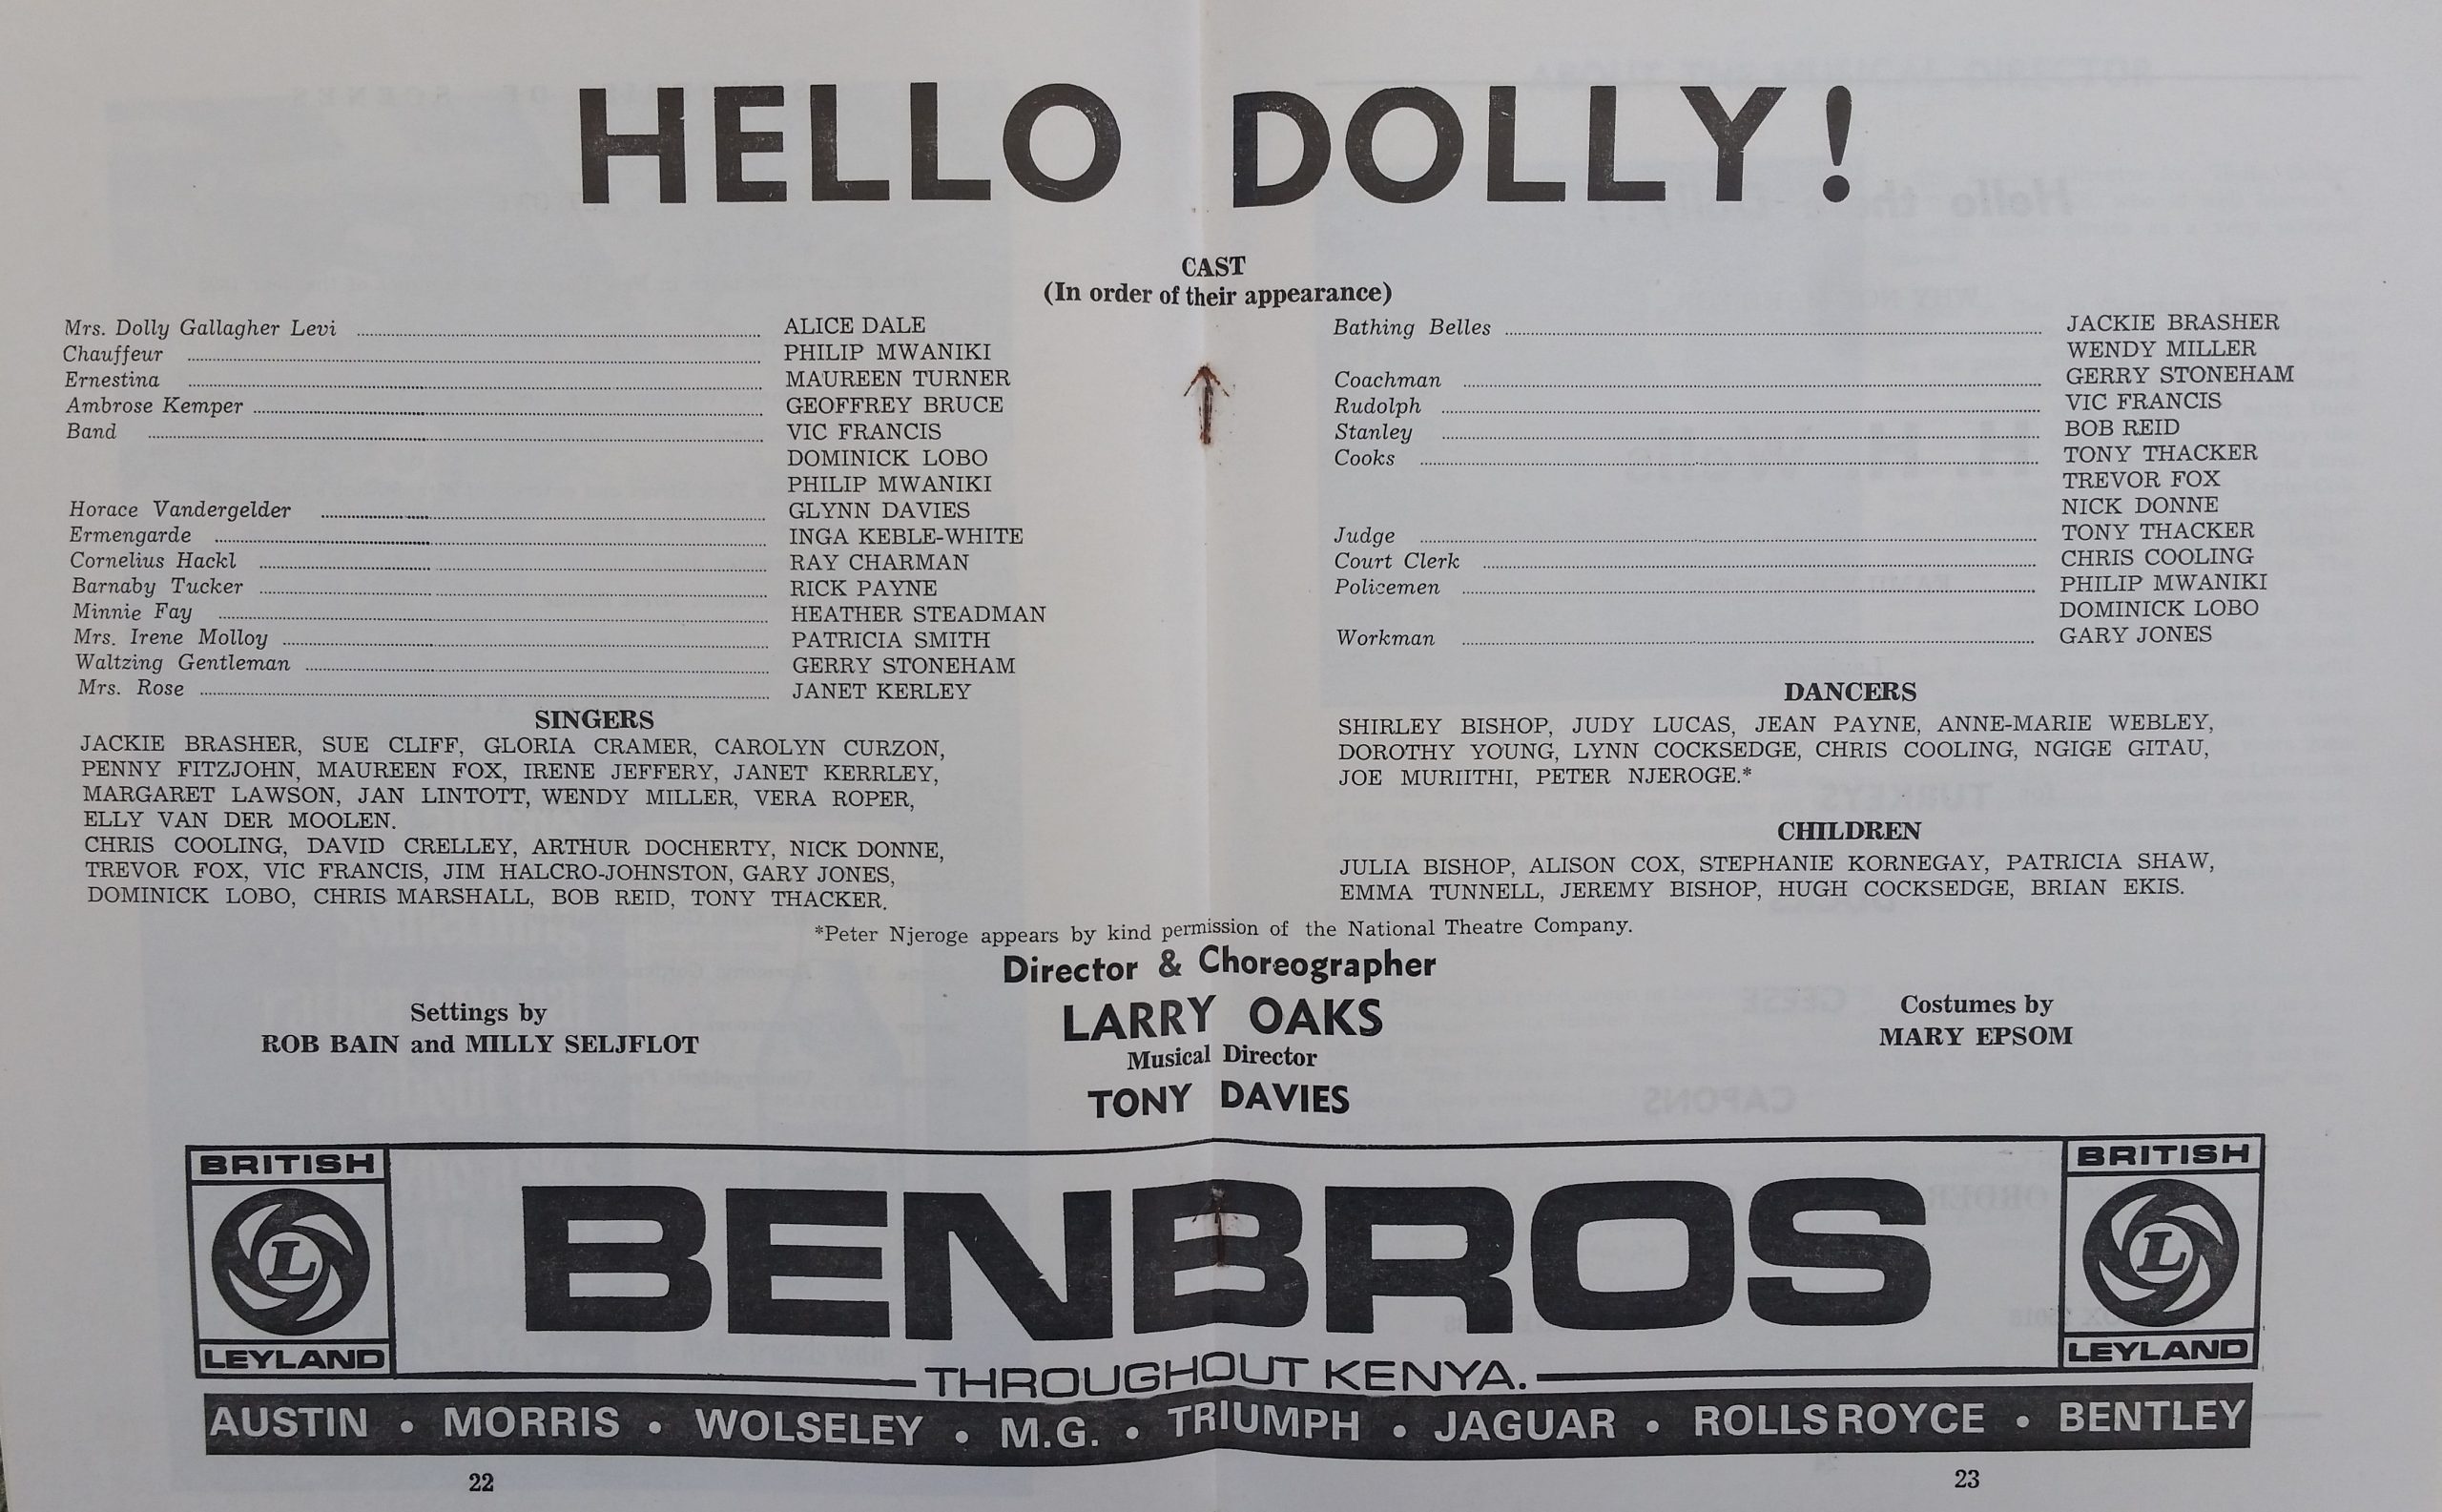 HELLO DOLLY!
CAST
(In order of their appearance)
Mrs. Dolly Gallagher Levi ALICE DALE
Chauffeur PHILIP MWANIKI
Ernestina MAUREEN TURNER
Ambrose Kemper GEOFFREY BRUCE
Band VIC FRANCIS
DOMINICK LOBO
PHILIP MWANIKI
Horace Vandergelder GLYNN DAVIES
Ermengarde INGA KEBLE-WHITE
Cornelius Hackl RAY CHARMAN
Barnaby Tucker RICK PAYNE
Minnie Fay HEATHER STEADMAN
Mrs. Irene Molloy PATRICIA SMITH
Waltzing Gentleman GERRY STONEHAM
Mrs. Rose JANET KERLEY
SINGERS
JACKIE BRASHER, SUE CLIFF, GLORIA CRAMER, CAROLYN CURZON,
PENNY FITZJOHN, MAUREEN FOX, IRENE JEFFERY, JANET KERRLEY,
MARGARET LAWSON, JAN LINTOTT, WENDY MILLER, VERA ROPER,
ELLY VAN DER MOOLEN.
CHRIS COOLING, DAVID CRELLEY, ARTHUR DOCHERTY, NICK DONNE,
TREVOR FOX, VIC FRANCIS, JIM HALCRO-JOHNSTON, GARY JONES,
DOMINICK LOBO, CHRIS MARSHALL, BOB REID, TONY THACKER.
Bathing Belles JACKIE BRASHER
WENDY MILLER
Coachman GERRY STONEHAM
Rudolph VIC FRANCIS
Stanley BOB REID
Cooks TONY THACKER
TREVOR FOX
NICK DONNE
Judge TONY THACKER
Court Clerk CHRIS COOLING
Policemen PHILIP MWANIKI
DOMINICK LOBO
Workman GARY JONES
DANCERS
SHIRLEY BISHOP, JUDY LUCAS, JEAN PAYNE, ANNE-MARIE WEBLEY,
DOROTHY YOUNG, LYNN COCKSEDGE, CHRIS COOLING, NGIGE GITAU,
JOE MURIITHI, PETER NJEROGE.*
CHILDREN
JULIA BISHOP, ALISON COX, STEPHANIE KORNEGAY, PATRICIA SHAW,
EMMA TUNNELL, JEREMY BISHOP, HUGH COCKSEDGE, BRIAN EKIS.
*Peter Njeroge appears by kind permission of the National Theatre Company.
Director & Choreographer
LARRY OAKS
Musical Director
TONY DAVIES
Settings by
ROB BAIN and MILLY SELJFLOT
Costumes by
MARY EPSOM
BRITISH
L
LEYLAND
BENBROS
THROUGHOUT KENYA.
BRITISH
L
LEYLAND
AUSTIN • MORRIS • WOLSELEY • M.G. • TRIUMPH • JAGUAR • ROLLS ROYCE • BENTLEY
22
23